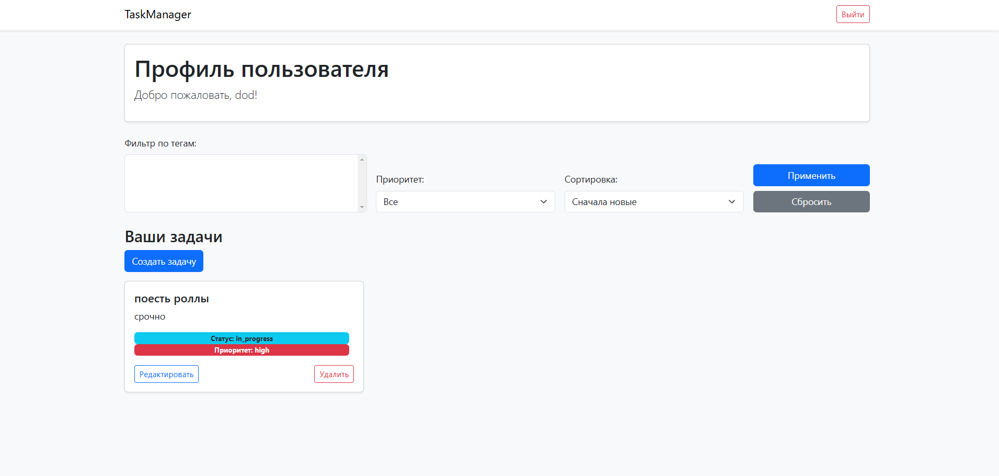 TaskManager
Выйти
Профиль пользователя
Добро пожаловать, dod!
Фильтр по тегам:
Приоритет:
Все
Сортировка:
Сначала новые
Применить
Сбросить
Ваши задачи
Создать задачу
поесть роллы
срочно
Статус: in_progress
Приоритет: high
Редактировать
Удалить